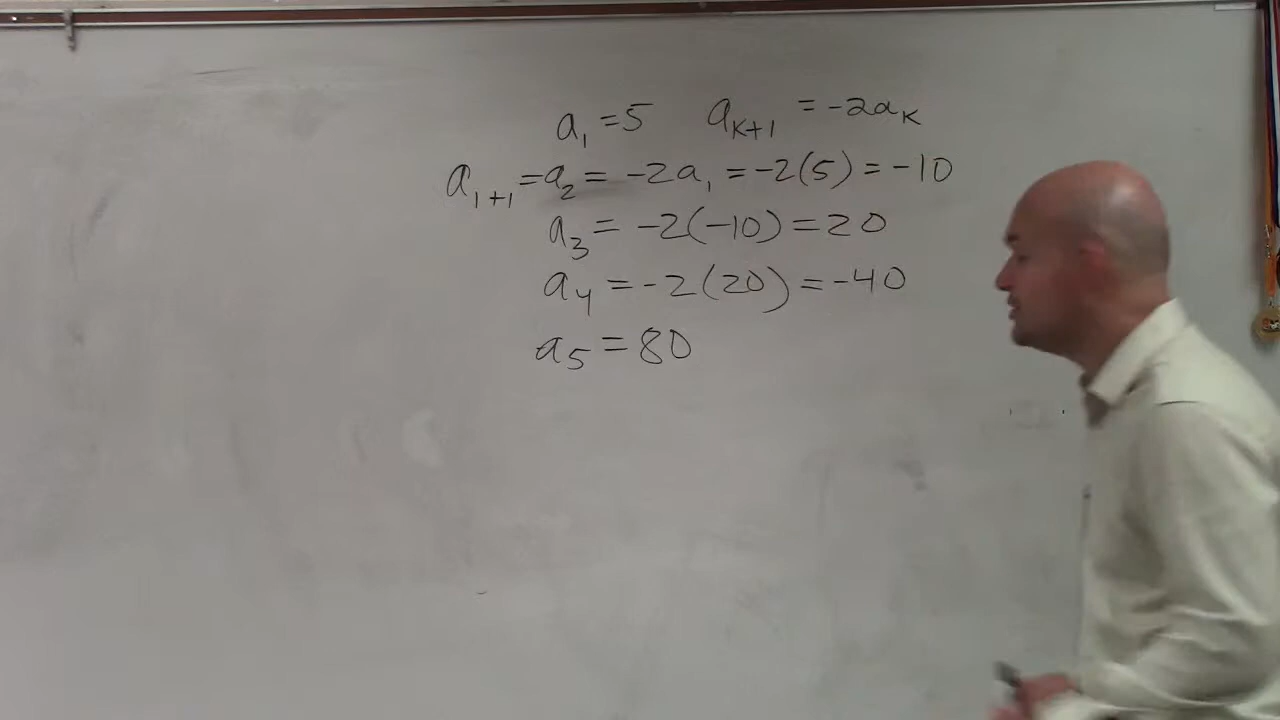 a₁ = 5 aₖ₊₁ = -2aₖ
a₁₊₁ = a₂ = -2a₁ = -2(5) = -10
a₃ = -2(-10) = 20
a₄ = -2(20) = -40
a₅ = 80